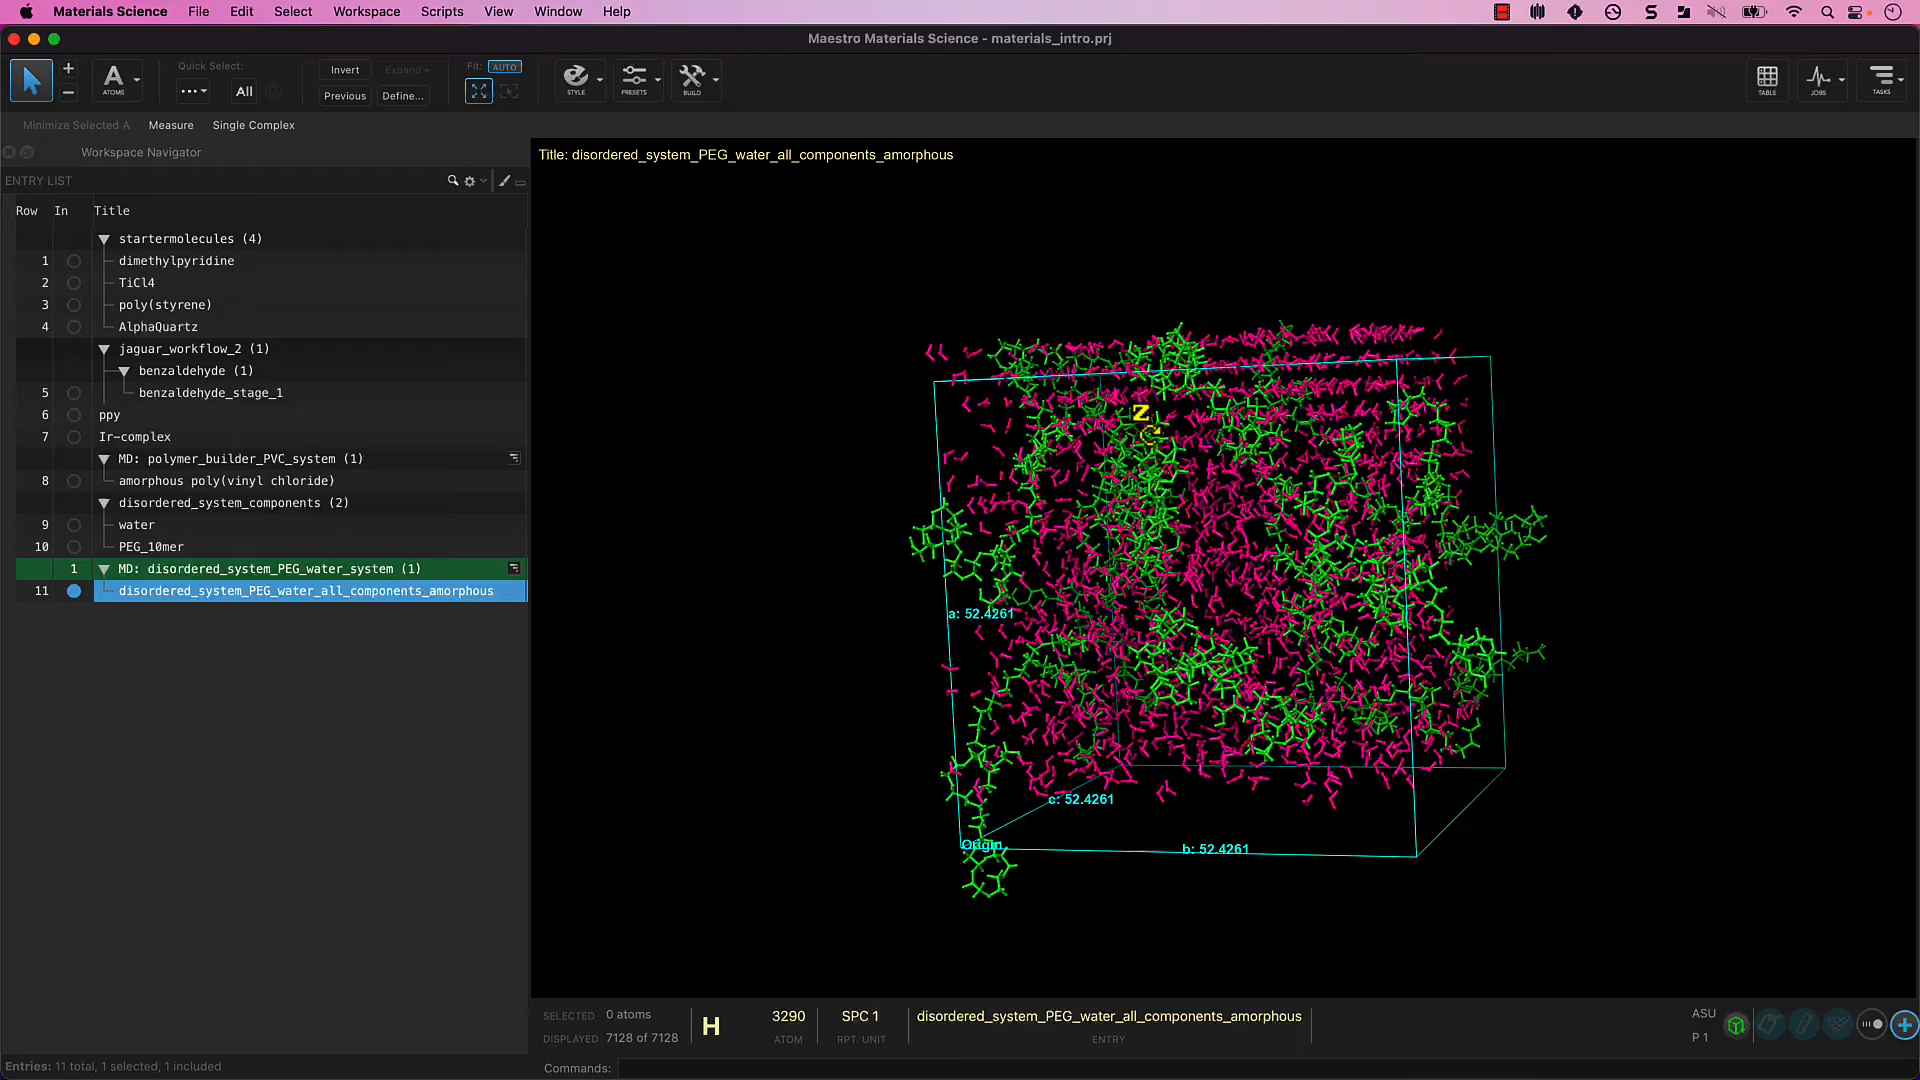 Materials Science File Edit Select Workspace Scripts View Window Help
Maestro Materials Science - materials_intro.prj
ATOMS
Quick Select:
All
Invert Expand
Previous Define...
Fit: AUTO
STYLE PRESETS BUILD
TABLE JOBS TASKS
Minimize Selected A Measure Single Complex
Workspace Navigator
ENTRY LIST
Row In Title
startermolecules (4)
1 dimethylpyridine
2 TiCl4
3 poly(styrene)
4 AlphaQuartz
jaguar_workflow_2 (1)
benzaldehyde (1)
5 benzaldehyde_stage_1
6 ppy
7 Ir-complex
MD: polymer_builder_PVC_system (1)
8 amorphous poly(vinyl chloride)
disordered_system_components (2)
9 water
10 PEG_10mer
1 MD: disordered_system_PEG_water_system (1)
11 disordered_system_PEG_water_all_components_amorphous
Title: disordered_system_PEG_water_all_components_amorphous
Z
a: 52.4261
c: 52.4261
Origin
b: 52.4261
SELECTED 0 atoms
DISPLAYED 7128 of 7128
H
3290
ATOM
SPC 1
RPT. UNIT
disordered_system_PEG_water_all_components_amorphous
ENTRY
ASU
P 1
Entries: 11 total, 1 selected, 1 included
Commands: